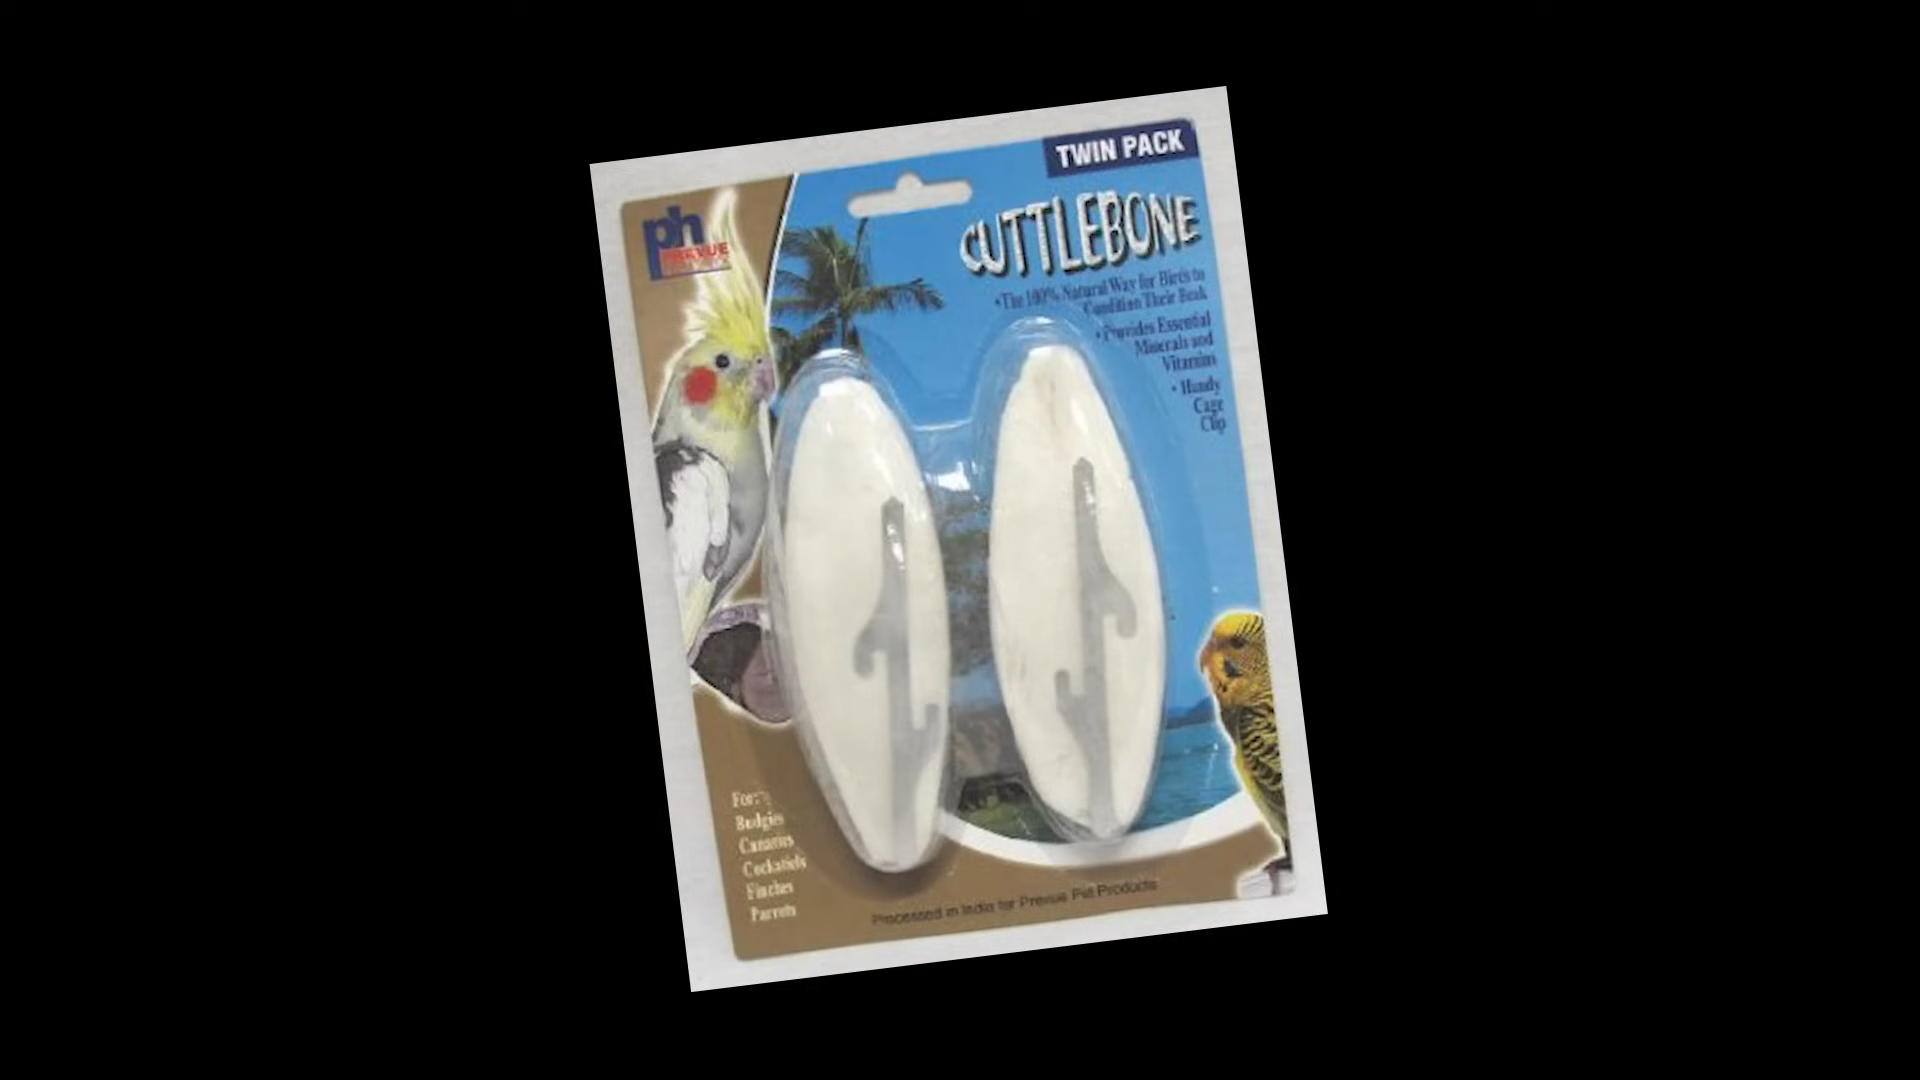 TWIN PACK
ph
PREVUE
CUTTLEBONE
•The 100% Natural Way for Birds to
Condition Their Beak
• Provides Essential
Minerals and
Vitamins
• Handy
Cage
Clip
For:
Budgies
Canaries
Cockatiels
Finches
Parrots
Processed in India for Prevue Pet Products